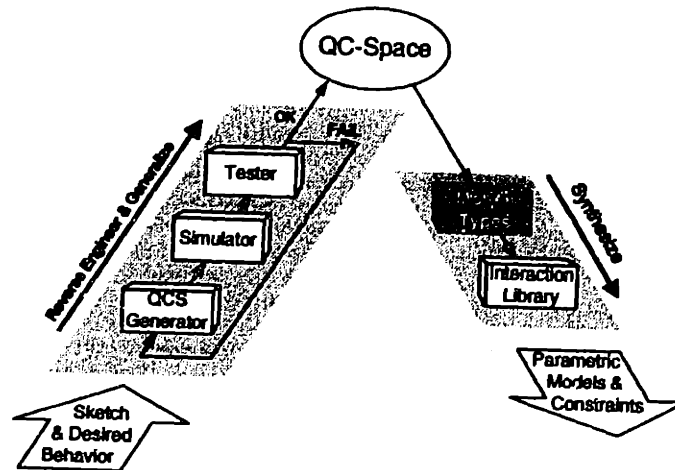 QC-Space
OK
FAIL
Tester
Simulator
QCS
Generator
Reverse Engineer & Generalize
Sketch
& Desired
Behavior
Types
Interaction
Library
Synthesize
Parametric
Models &
Constraints